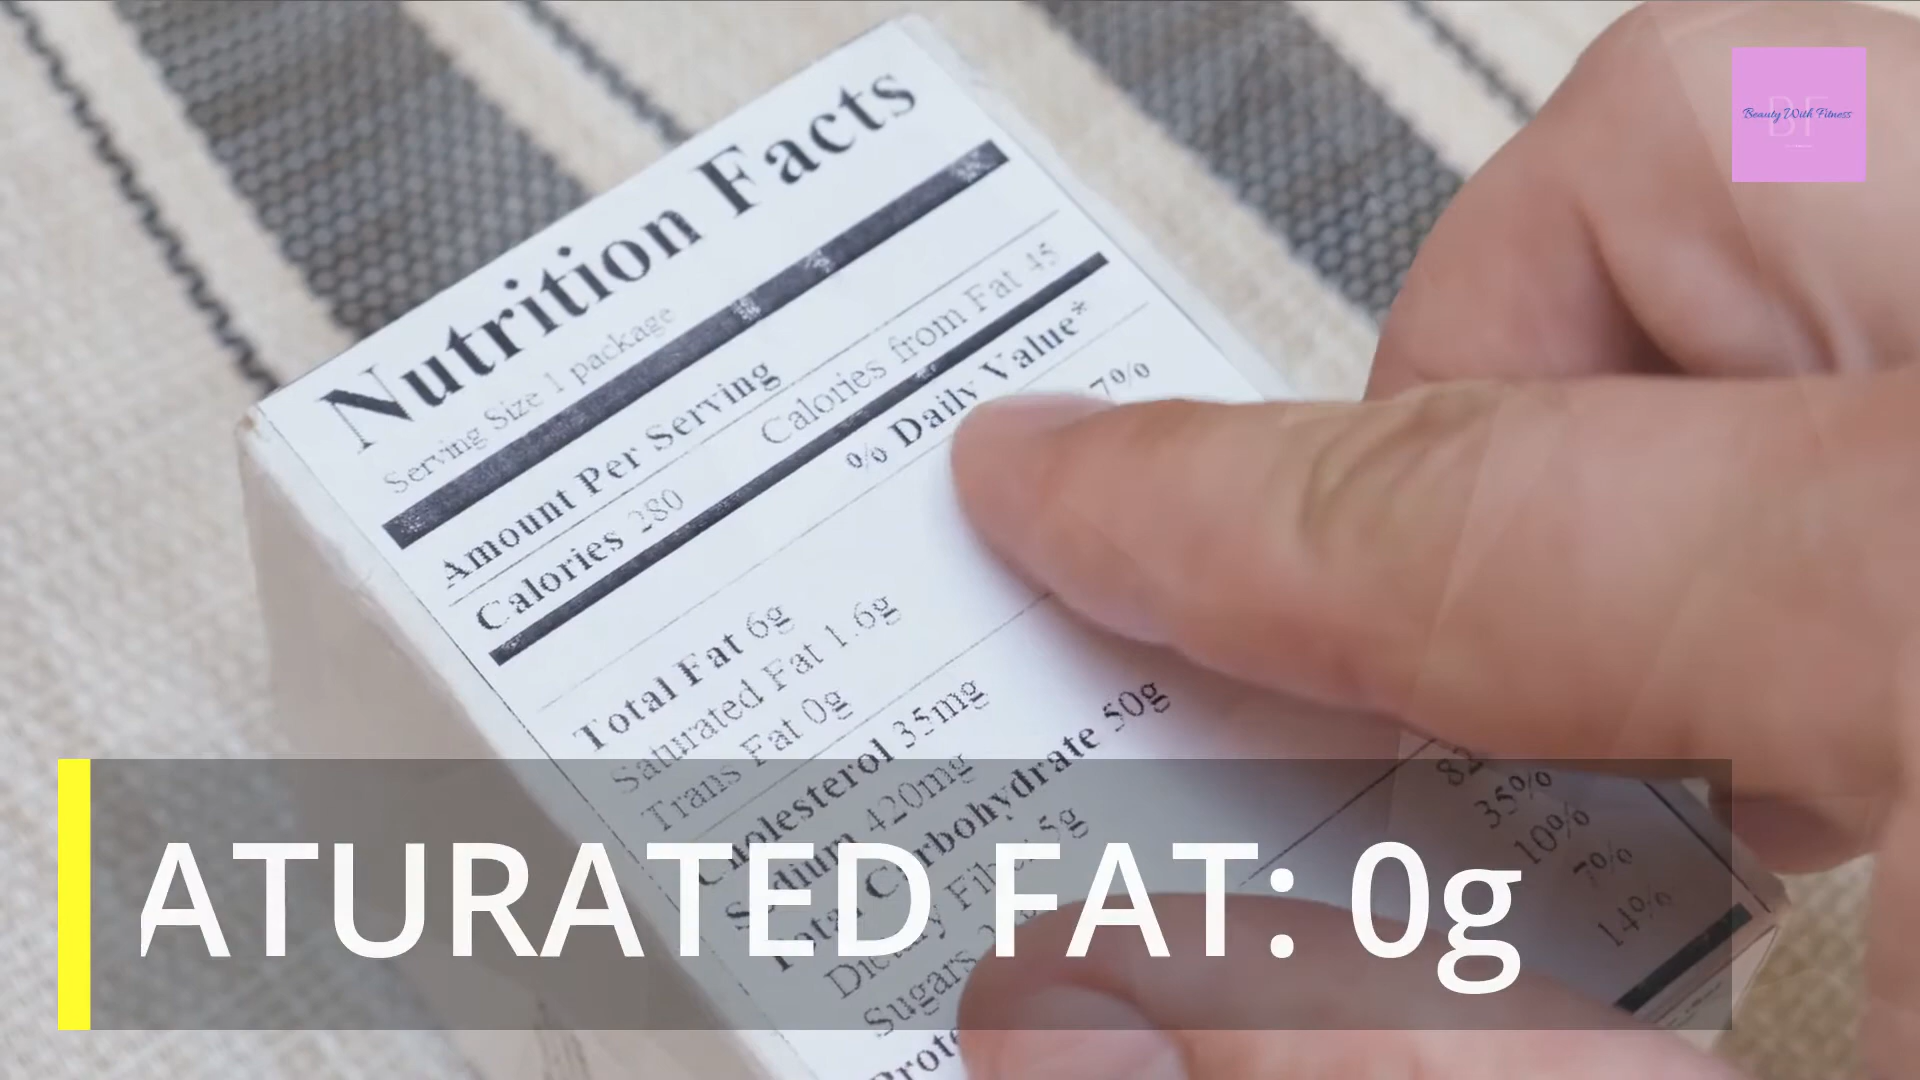 Beauty With Fitness
Nutrition Facts
Serving Size 1 package
Amount Per Serving
Calories 280
Calories from Fat 45
% Daily Value*
Total Fat 6g
7%
Saturated Fat 1.6g
Trans Fat 0g
Cholesterol 35mg
Sodium 420mg
Total Carbohydrate 50g
35%
Dietary Fiber 5g
10%
Sugars
7%
14%
ATURATED FAT: 0g